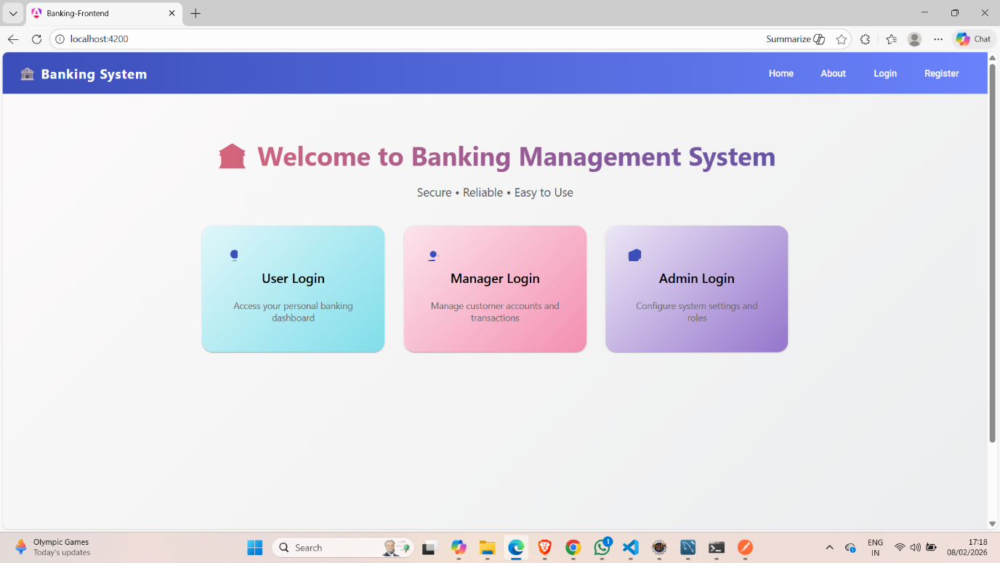 Banking-Frontend
localhost:4200
Summarize
Chat
Banking System
Home
About
Login
Register
Welcome to Banking Management System
Secure • Reliable • Easy to Use
User Login
Access your personal banking
dashboard
Manager Login
Manage customer accounts and
transactions
Admin Login
Configure system settings and
roles
Olympic Games
Today's updates
Search
1
ENG
IN
17:18
08/02/2026